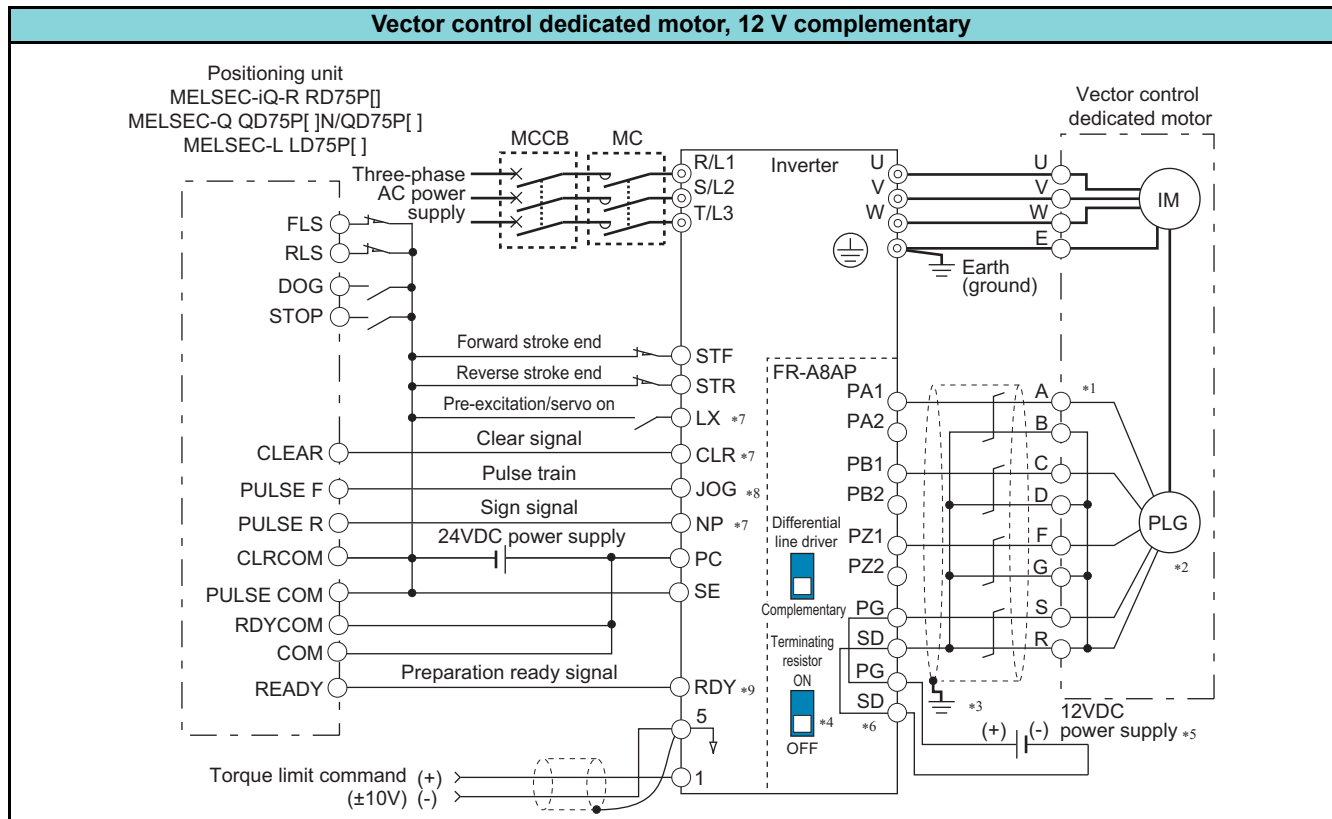 Vector control dedicated motor, 12 V complementary
Positioning unit
MELSEC-iQ-R RD75P[]
MELSEC-Q QD75P[ ]N/QD75P[ ]
MELSEC-L LD75P[ ]
MCCB
MC
Three-phase
AC power
supply
R/L1
S/L2
T/L3
Inverter
U
V
W
Vector control
dedicated motor
U
V
W
E
IM
Earth
(ground)
FLS
RLS
DOG
STOP
CLEAR
PULSE F
PULSE R
CLRCOM
PULSE COM
RDYCOM
COM
READY
Forward stroke end
Reverse stroke end
Pre-excitation/servo on
Clear signal
Pulse train
Sign signal
24VDC power supply
Preparation ready signal
STF
STR
LX *7
CLR *7
JOG *8
NP *7
PC
SE
RDY *9
5
1
Torque limit command (+)
(±10V) (-)
FR-A8AP
Differential
line driver
Complementary
Terminating
resistor
ON
*4
OFF
PA1
PA2
PB1
PB2
PZ1
PZ2
PG
SD
PG
SD
*6
A *1
B
C
D
F
G
S
R
PLG
*2
*3
12VDC
power supply *5
(+) (-)